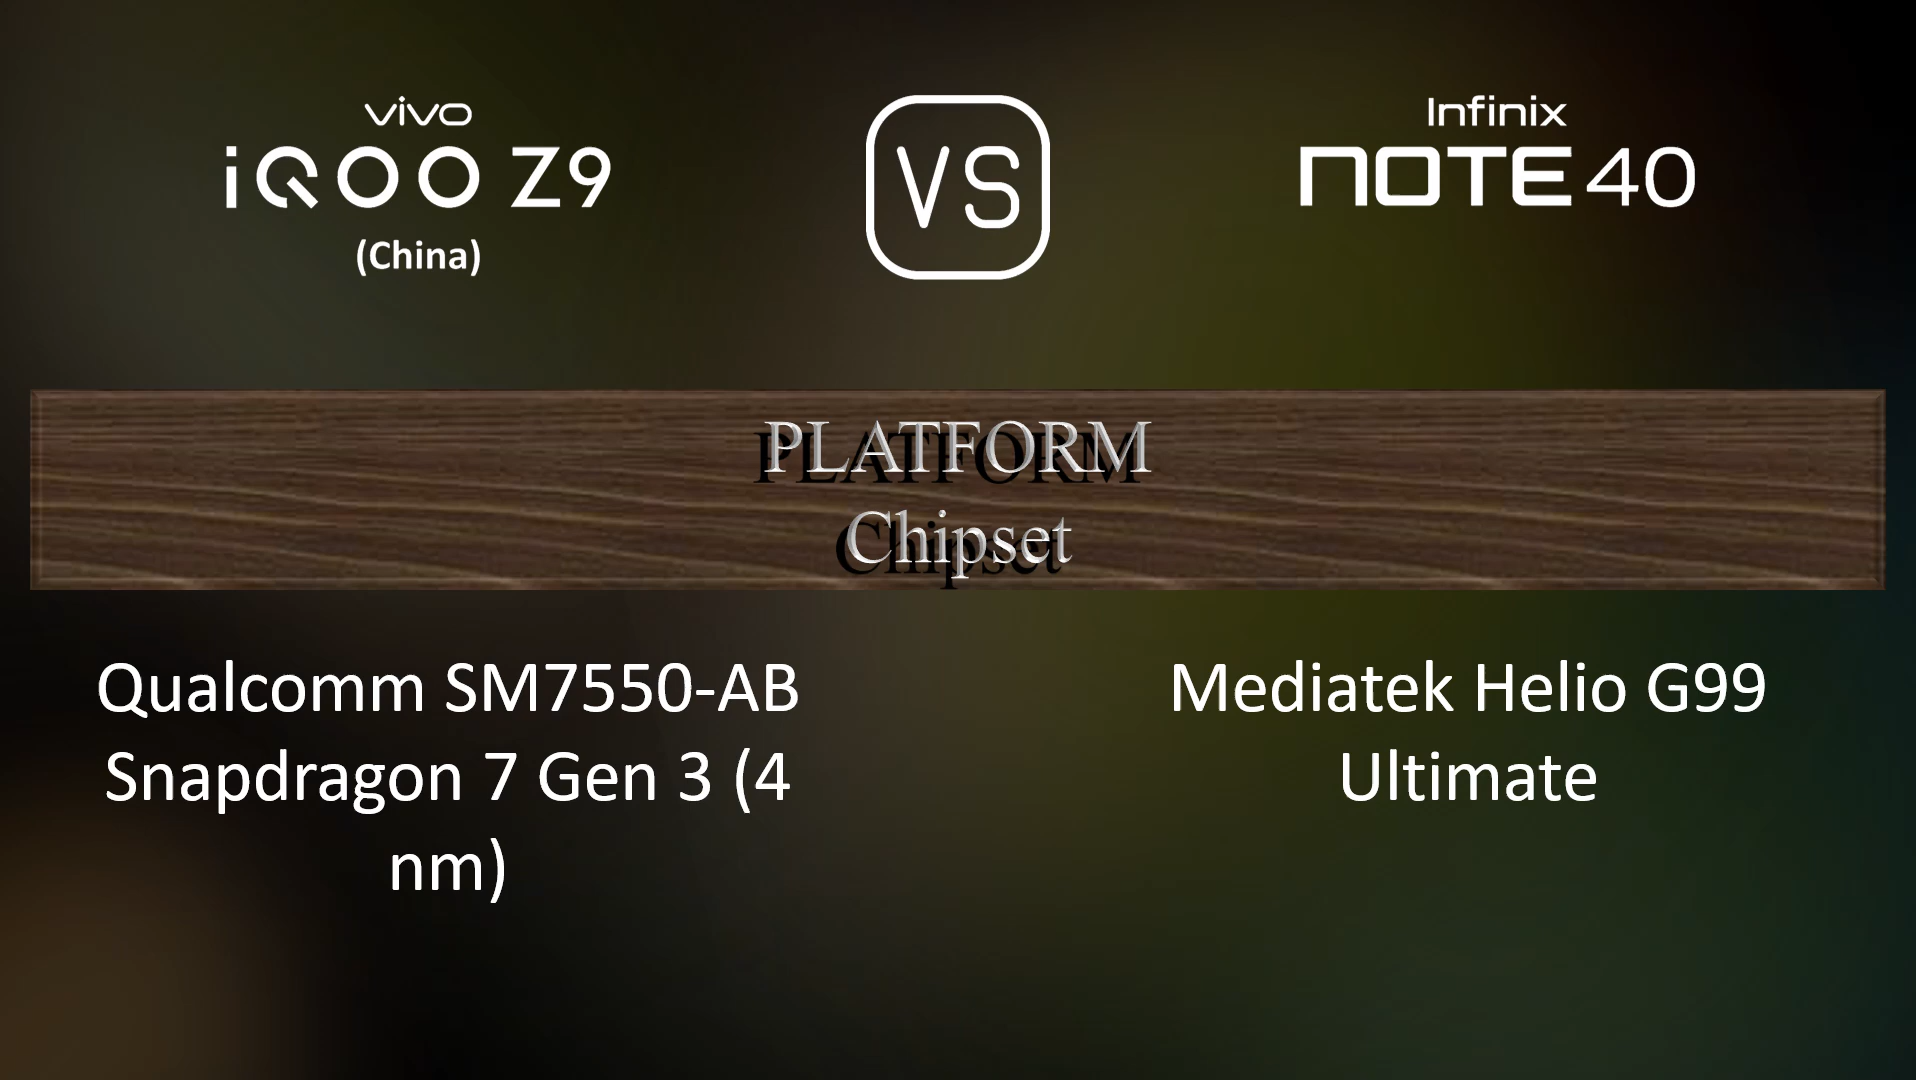 vivo
iQOO Z9
(China)
VS
Infinix
NOTE 40
PLATFORM
Chipset
Qualcomm SM7550-AB
Snapdragon 7 Gen 3 (4
nm)
Mediatek Helio G99
Ultimate